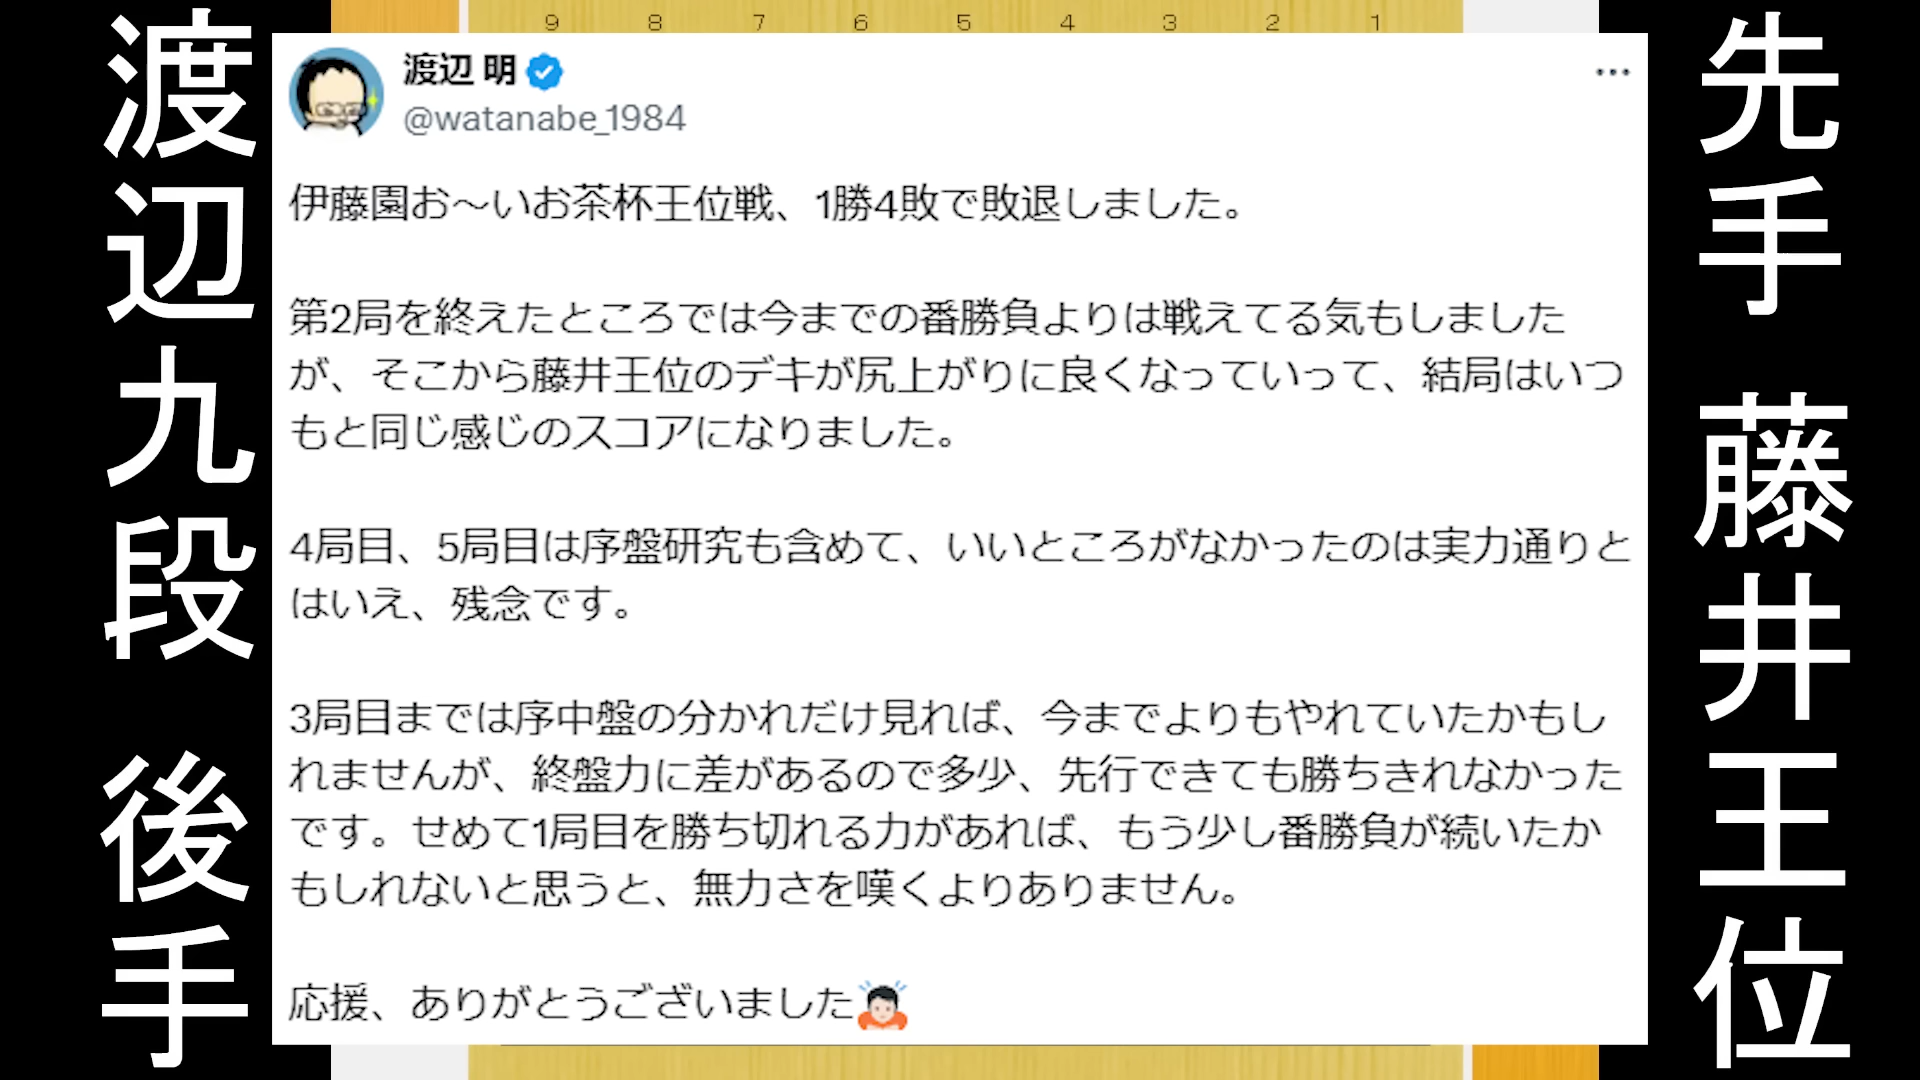 9 8 7 6 5 4 3 2 1
渡辺九段 後手
渡辺 明
@watanabe_1984
伊藤園お～いお茶杯王位戦、1勝4敗で敗退しました。
第2局を終えたところでは今までの番勝負よりは戦えてる気もしました
が、そこから藤井王位のデキが尻上がりに良くなっていって、結局はいつ
もと同じ感じのスコアになりました。
4局目、5局目は序盤研究も含めて、いいところがなかったのは実力通りと
はいえ、残念です。
3局目までは序中盤の分かれだけ見れば、今までよりもやれていたかもし
れませんが、終盤力に差があるので多少、先行できても勝ちきれなかった
です。せめて1局目を勝ち切れる力があれば、もう少し番勝負が続いたか
もしれないと思うと、無力さを嘆くよりありません。
応援、ありがとうございました🙇
先手 藤井王位